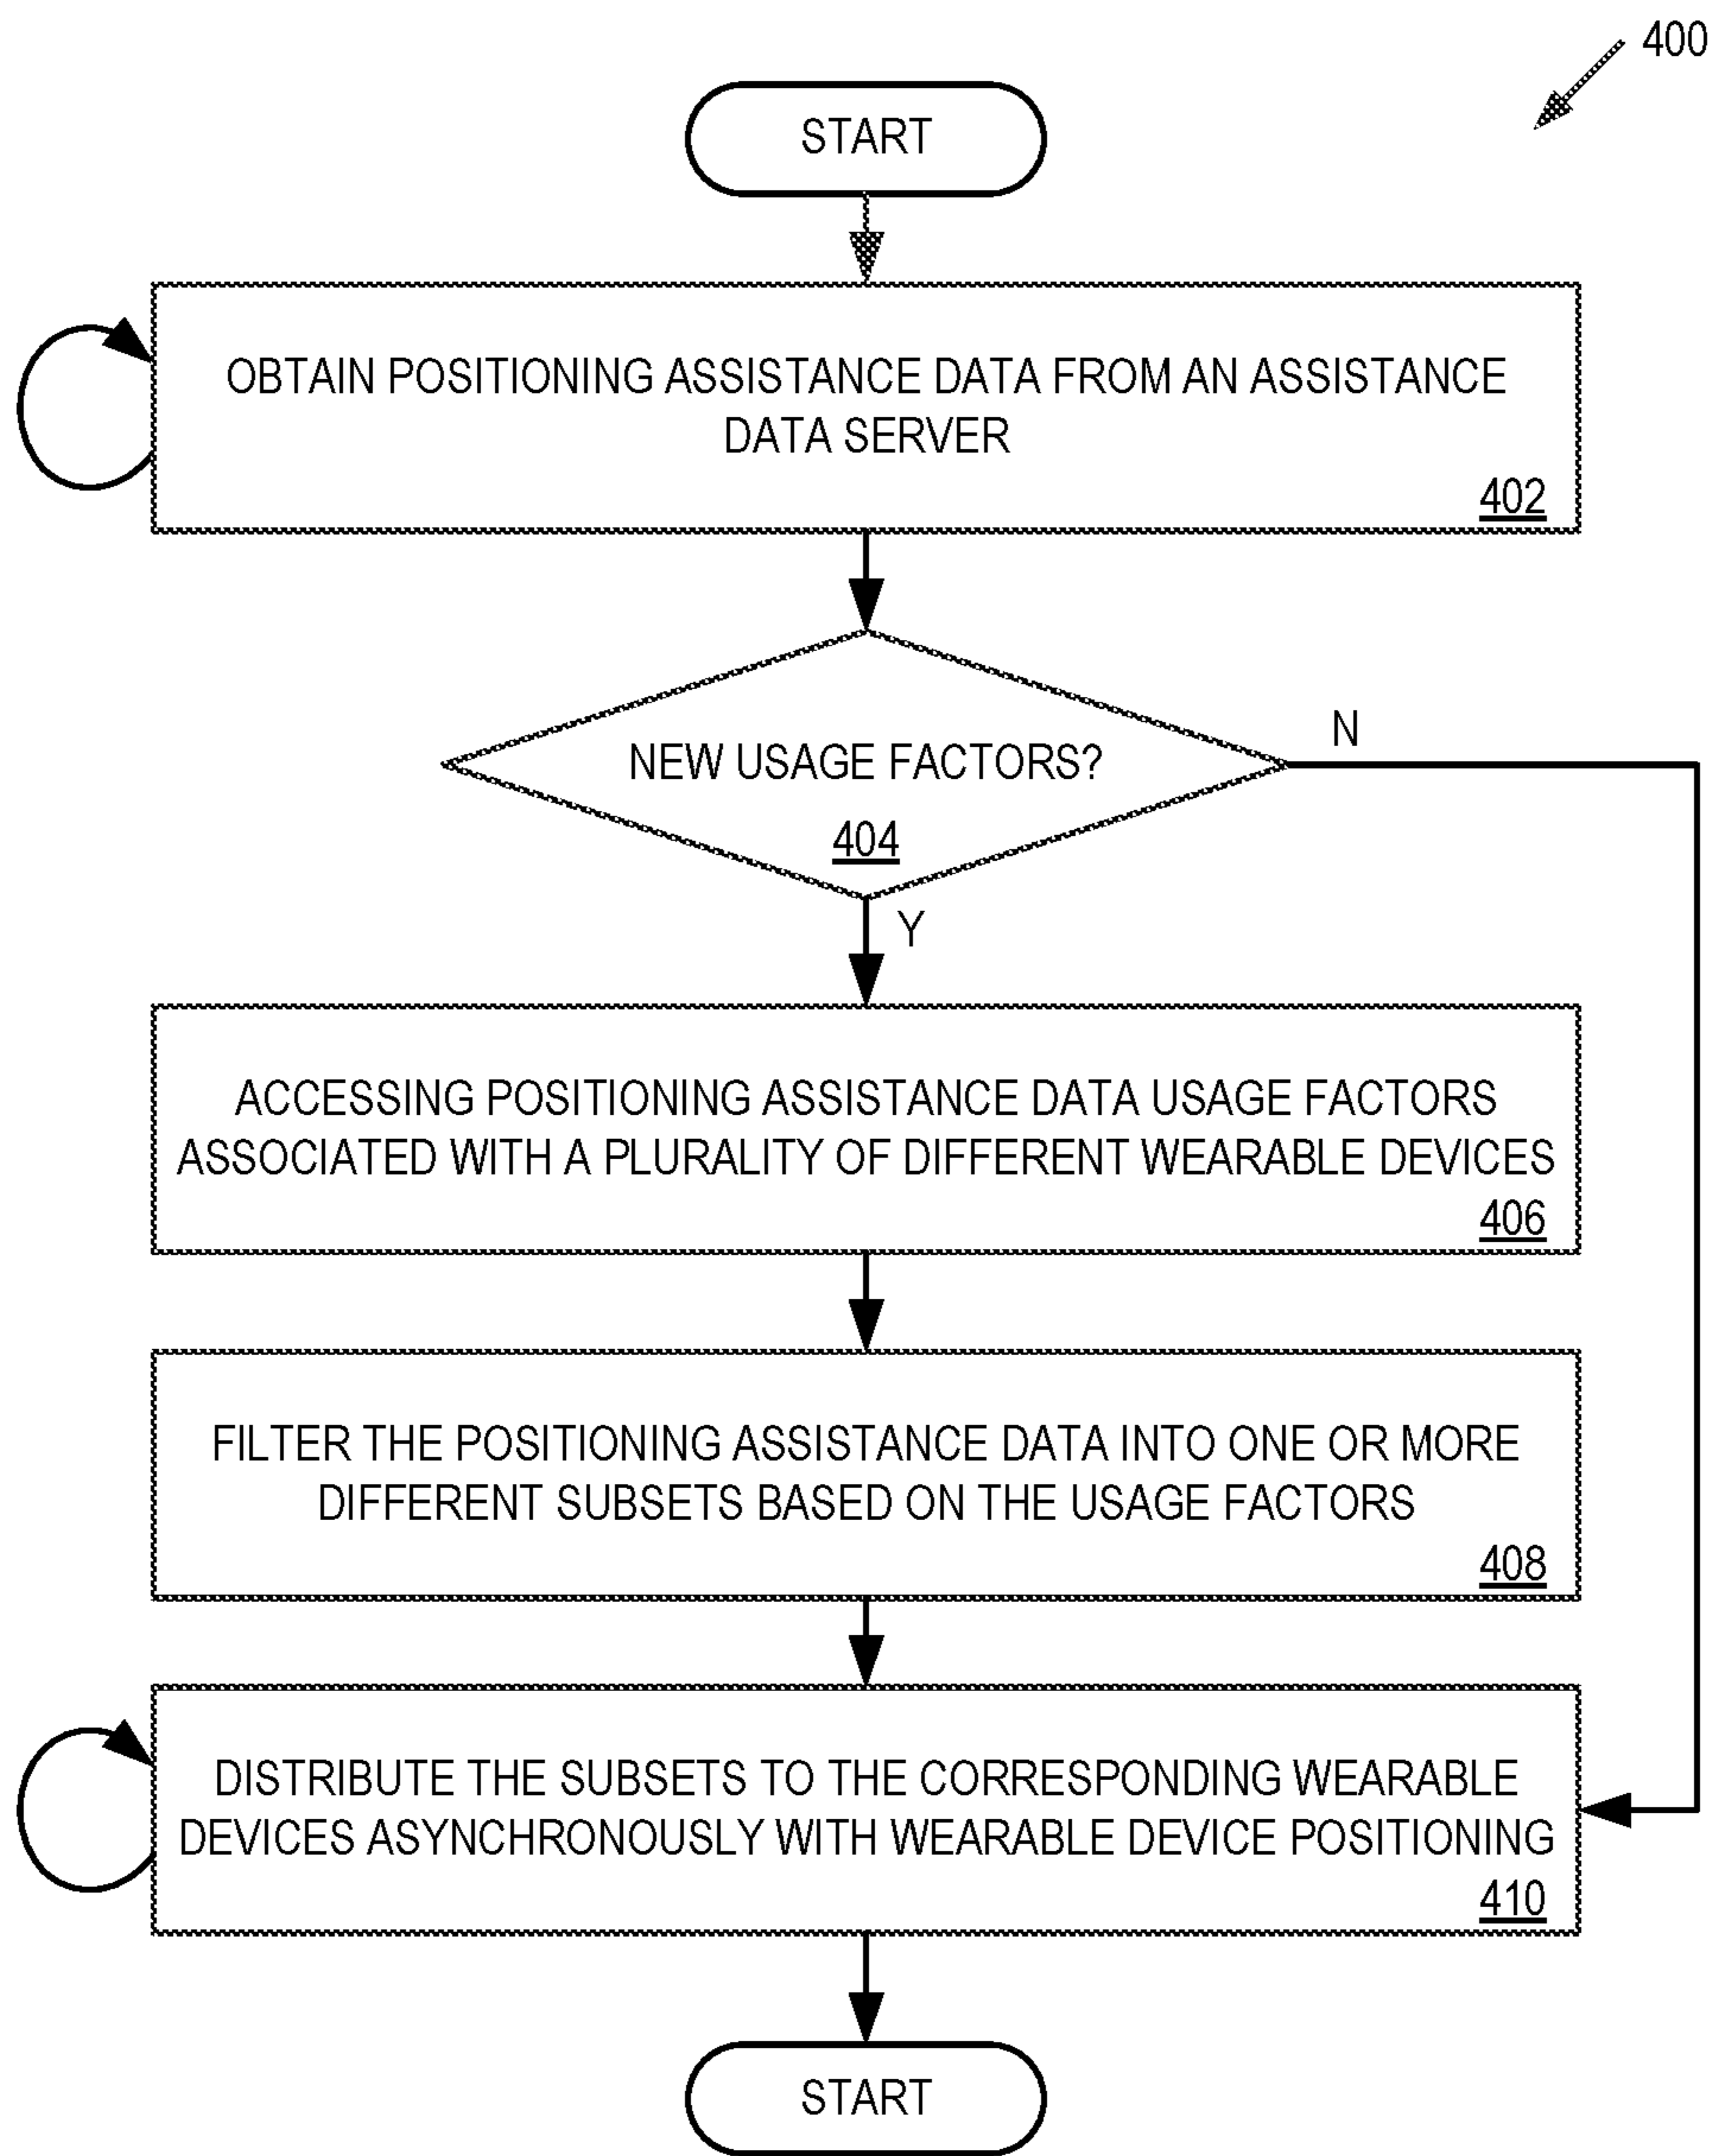 400
START
OBTAIN POSITIONING ASSISTANCE DATA FROM AN ASSISTANCE
DATA SERVER
402
NEW USAGE FACTORS?
404
N
Y
ACCESSING POSITIONING ASSISTANCE DATA USAGE FACTORS
ASSOCIATED WITH A PLURALITY OF DIFFERENT WEARABLE DEVICES
406
FILTER THE POSITIONING ASSISTANCE DATA INTO ONE OR MORE
DIFFERENT SUBSETS BASED ON THE USAGE FACTORS
408
DISTRIBUTE THE SUBSETS TO THE CORRESPONDING WEARABLE
DEVICES ASYNCHRONOUSLY WITH WEARABLE DEVICE POSITIONING
410
START